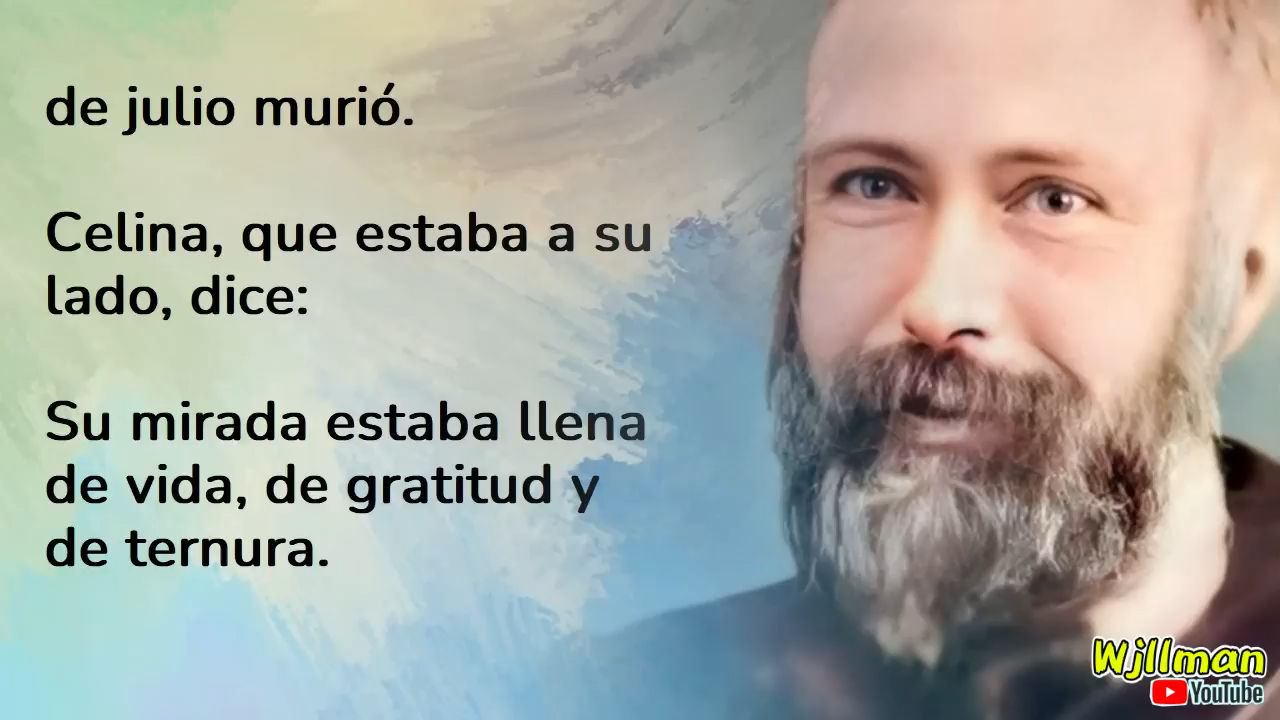 de julio murió.
Celina, que estaba a su
lado, dice:
Su mirada estaba llena
de vida, de gratitud y
de ternura.
Wjllman
YouTube